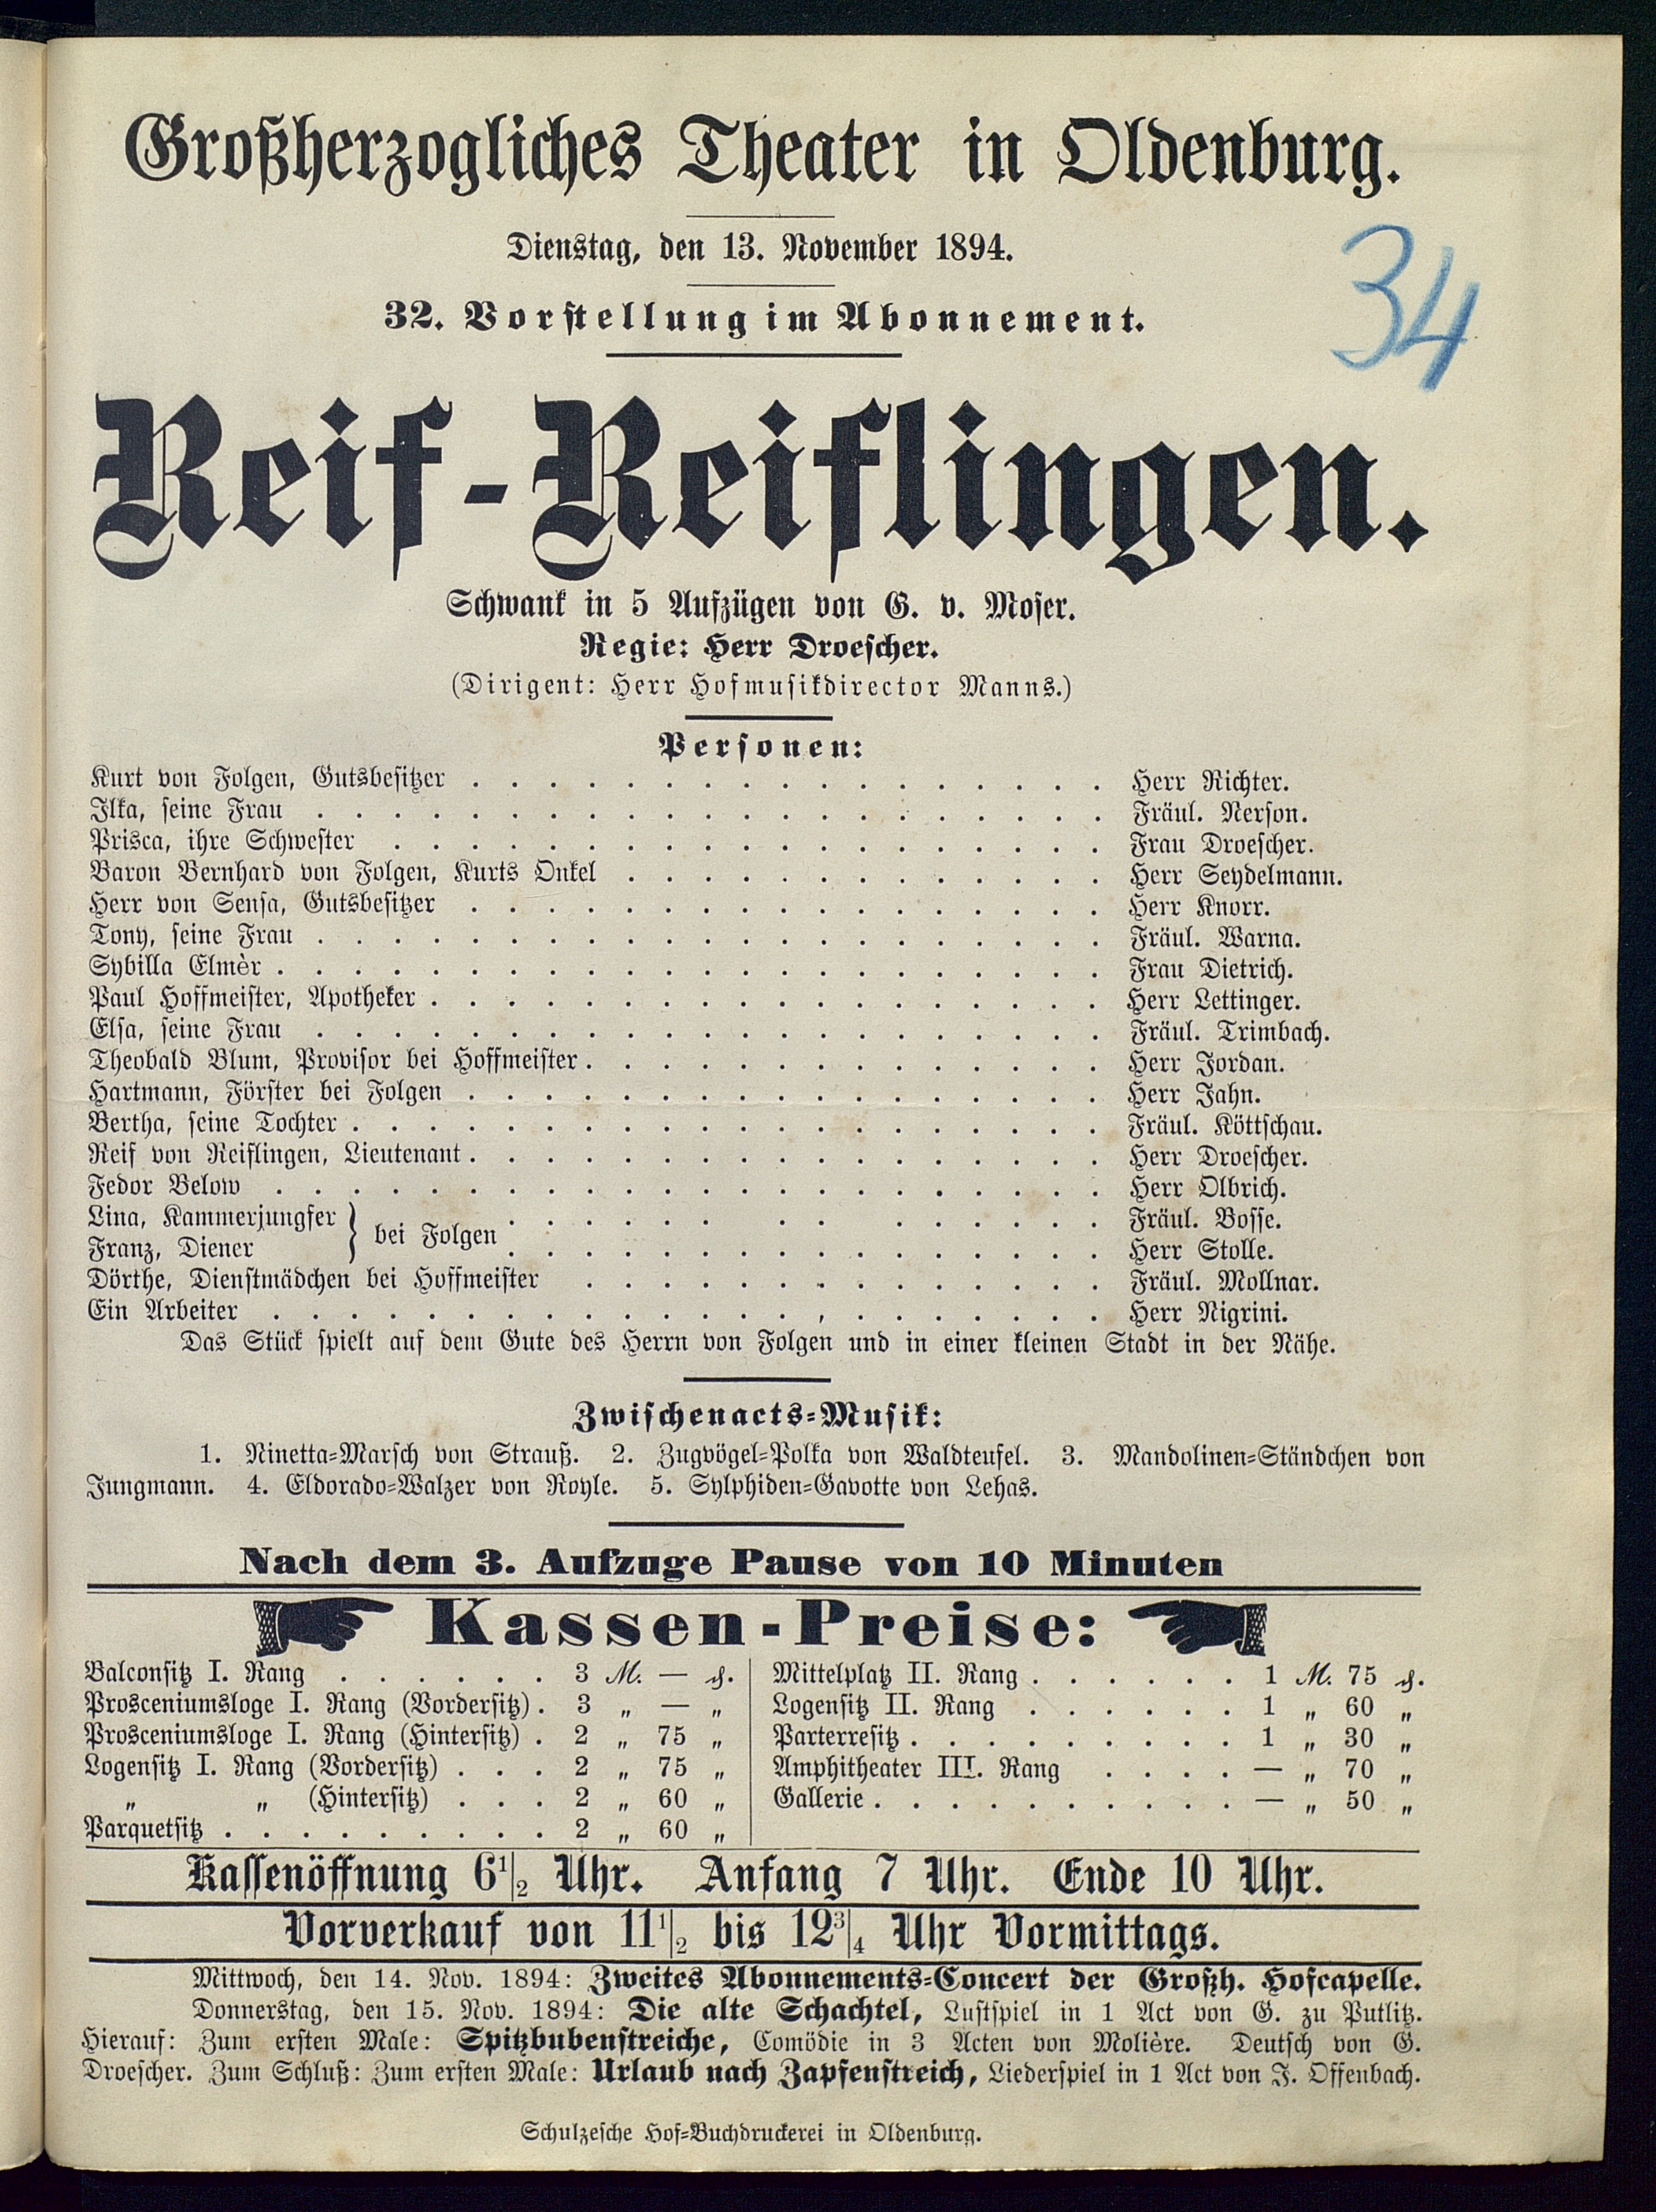 Großherzogliches Theater in Oldenburg.
Dienstag, den 13. November 1894.
34
32. Vorstellung im Abonnement.
Reif-Reiflingen.
Schwank in 5 Aufzügen von G. v. Moser.
Regie: Herr Droescher.
(Dirigent: Herr Hofmusikdirector Manns.)
Personen:
Kurt von Folgen, Gutsbesitzer . . . . . . . . . . . . . . . . . Herr Richter.
Ilka, seine Frau . . . . . . . . . . . . . . . . . . . . . Fräul. Nerson.
Prisca, ihre Schwester . . . . . . . . . . . . . . . . . . . Frau Droescher.
Baron Bernhard von Folgen, Kurts Onkel . . . . . . . . . . . . . Herr Seydelmann.
Herr von Sensa, Gutsbesitzer . . . . . . . . . . . . . . . . . Herr Knorr.
Tony, seine Frau . . . . . . . . . . . . . . . . . . . . . Fräul. Warna.
Sybilla Elmèr . . . . . . . . . . . . . . . . . . . . . . Frau Dietrich.
Paul Hoffmeister, Apotheker . . . . . . . . . . . . . . . . . . Herr Lettinger.
Elsa, seine Frau . . . . . . . . . . . . . . . . . . . . . Fräul. Trimbach.
Theobald Blum, Provisor bei Hoffmeister . . . . . . . . . . . . . . Herr Jordan.
Hartmann, Förster bei Folgen . . . . . . . . . . . . . . . . . Herr Jahn.
Bertha, seine Tochter . . . . . . . . . . . . . . . . . . . . Fräul. Köttschau.
Reif von Reiflingen, Lieutenant . . . . . . . . . . . . . . . . . Herr Droescher.
Fedor Below . . . . . . . . . . . . . . . . . . . . . . Herr Olbrich.
Lina, Kammerjungfer } bei Folgen . . . . . . . . . . . . . . Fräul. Bosse.
Franz, Diener . . . . . . . . . . . . . . . . Herr Stolle.
Dörthe, Dienstmädchen bei Hoffmeister . . . . . . . . . . . . . . Fräul. Mollnar.
Ein Arbeiter . . . . . . . . . . . . . . . . . . . . . . Herr Nigrini.
Das Stück spielt auf dem Gute des Herrn von Folgen und in einer kleinen Stadt in der Nähe.
Zwischenacts-Musik:
1. Ninetta-Marsch von Strauß. 2. Zugvögel-Polka von Waldteufel. 3. Mandolinen-Ständchen von
Jungmann. 4. Eldorado-Walzer von Royle. 5. Sylphiden-Gavotte von Lehas.
Nach dem 3. Aufzuge Pause von 10 Minuten
Kassen-Preise:
Balconsitz I. Rang . . . . . . 3 M. — ₰.
Prosceniumsloge I. Rang (Vordersitz) . 3 „ — „
Prosceniumsloge I. Rang (Hintersitz) . 2 „ 75 „
Logensitz I. Rang (Vordersitz) . . . 2 „ 75 „
„ „ (Hintersitz) . . . 2 „ 60 „
Parquetsitz . . . . . . . . . 2 „ 60 „
Mittelplatz II. Rang . . . . . . 1 M. 75 ₰.
Logensitz II. Rang . . . . . . 1 „ 60 „
Parterresitz . . . . . . . . . 1 „ 30 „
Amphitheater III. Rang . . . . — „ 70 „
Gallerie . . . . . . . . . . — „ 50 „
Kassenöffnung 6½ Uhr. Anfang 7 Uhr. Ende 10 Uhr.
Vorverkauf von 11½ bis 12¾ Uhr Vormittags.
Mittwoch, den 14. Nov. 1894: Zweites Abonnements-Concert der Großh. Hofcapelle.
Donnerstag, den 15. Nov. 1894: Die alte Schachtel, Lustspiel in 1 Act von G. zu Putlitz.
Hierauf: Zum ersten Male: Spitzbubenstreiche, Comödie in 3 Acten von Molière. Deutsch von G.
Droescher. Zum Schluß: Zum ersten Male: Urlaub nach Zapfenstreich, Liederspiel in 1 Act von J. Offenbach.
Schulzesche Hof-Buchdruckerei in Oldenburg.